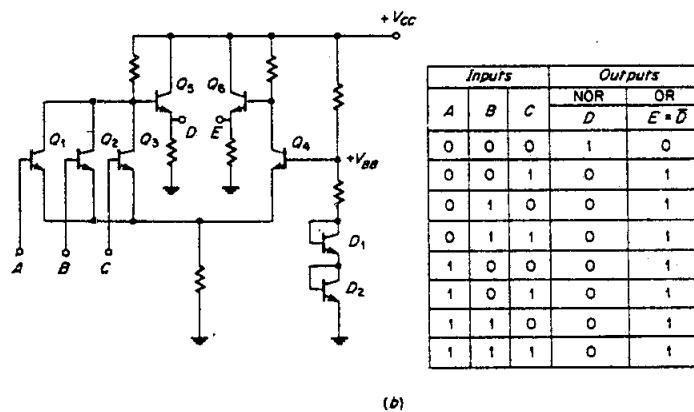 +V_CC
Q5
Q6
D
E
Q1
Q2
Q3
Q4
+V_BB
D1
D2
A
B
C
Inputs Outputs
NOR OR
A B C D E = D̅
0 0 0 1 0
0 0 1 0 1
0 1 0 0 1
0 1 1 0 1
1 0 0 0 1
1 0 1 0 1
1 1 0 0 1
1 1 1 0 1
(b)